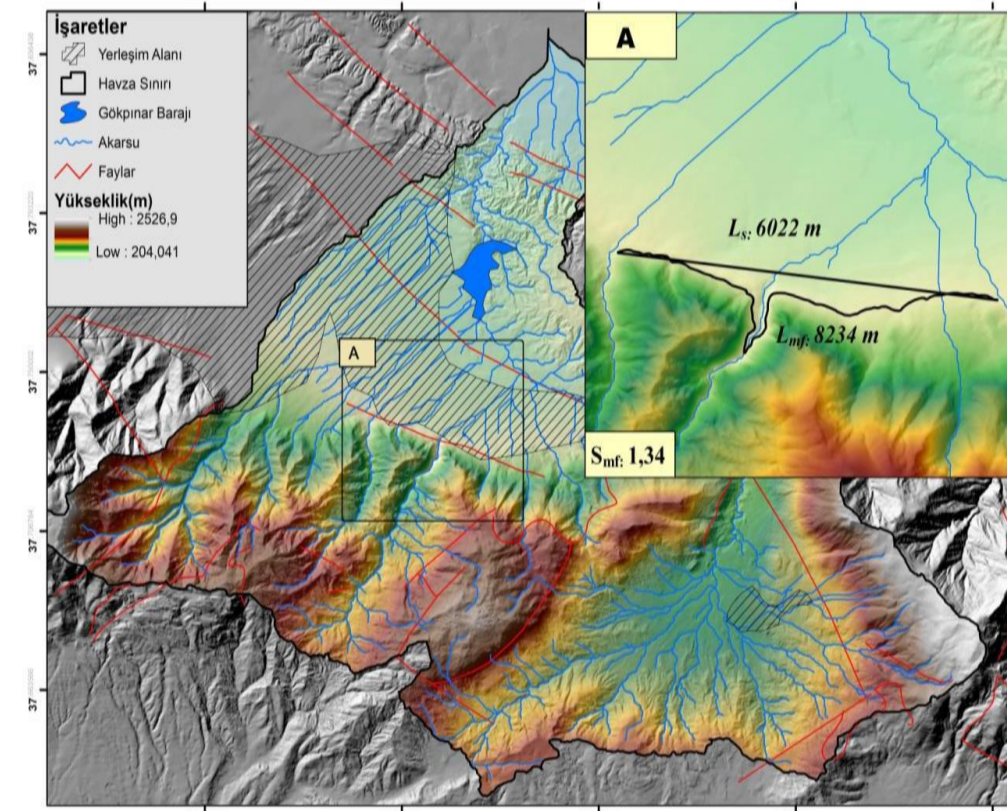 İşaretler
Yerleşim Alanı
Havza Sınırı
Gökpınar Barajı
Akarsu
Faylar
Yükseklik(m)
High : 2526,9
Low : 204,041
A
Ls: 6022 m
Lmf: 8234 m
Smf: 1,34
A
37
37
37
37
37